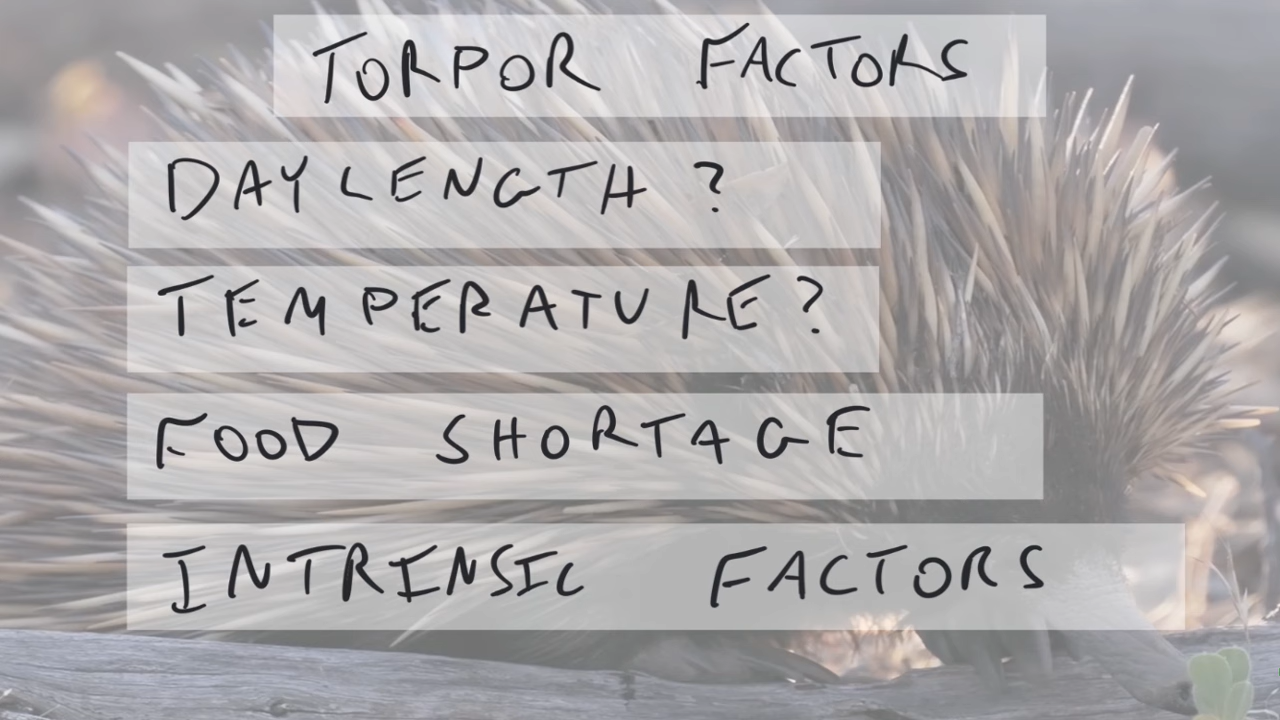 TORPOR FACTORS
DAYLENGTH?
TEMPERATURE?
FOOD SHORTAGE
INTRINSIC FACTORS